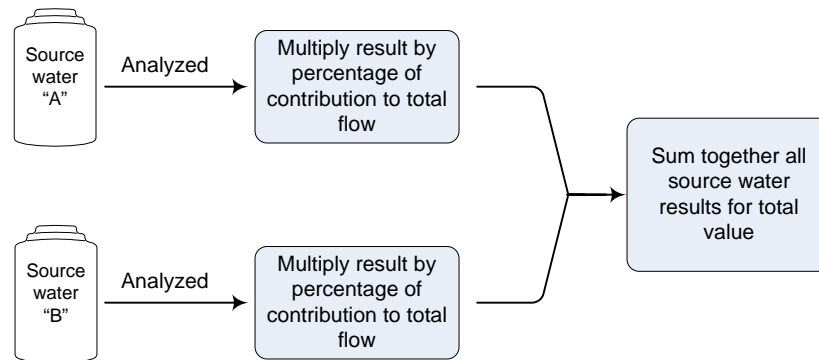 Source
water
“A”
Analyzed
Multiply result by
percentage of
contribution to total
flow
Sum together all
source water
results for total
value
Source
water
“B”
Analyzed
Multiply result by
percentage of
contribution to total
flow